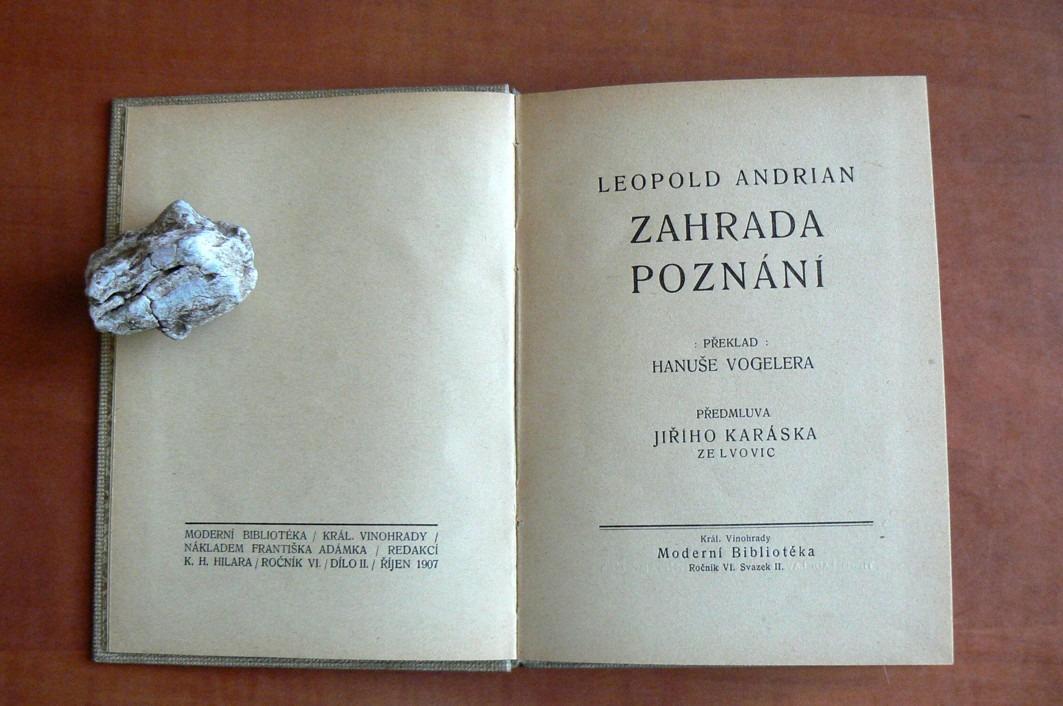 MODERNÍ BIBLIOTÉKA / KRÁL. VINOHRADY /
NÁKLADEM FRANTIŠKA ADÁMKA / REDAKCÍ
K. H. HILARA / ROČNÍK VI. / DÍLO II. / ŘÍJEN 1907
LEOPOLD ANDRIAN
ZAHRADA
POZNÁNÍ
: PŘEKLAD :
HANUŠE VOGELERA
PŘEDMLUVA
JIŘÍHO KARÁSKA
ZE LVOVIC
Král. Vinohrady
Moderní Bibliotéka
Ročník VI. Svazek II.